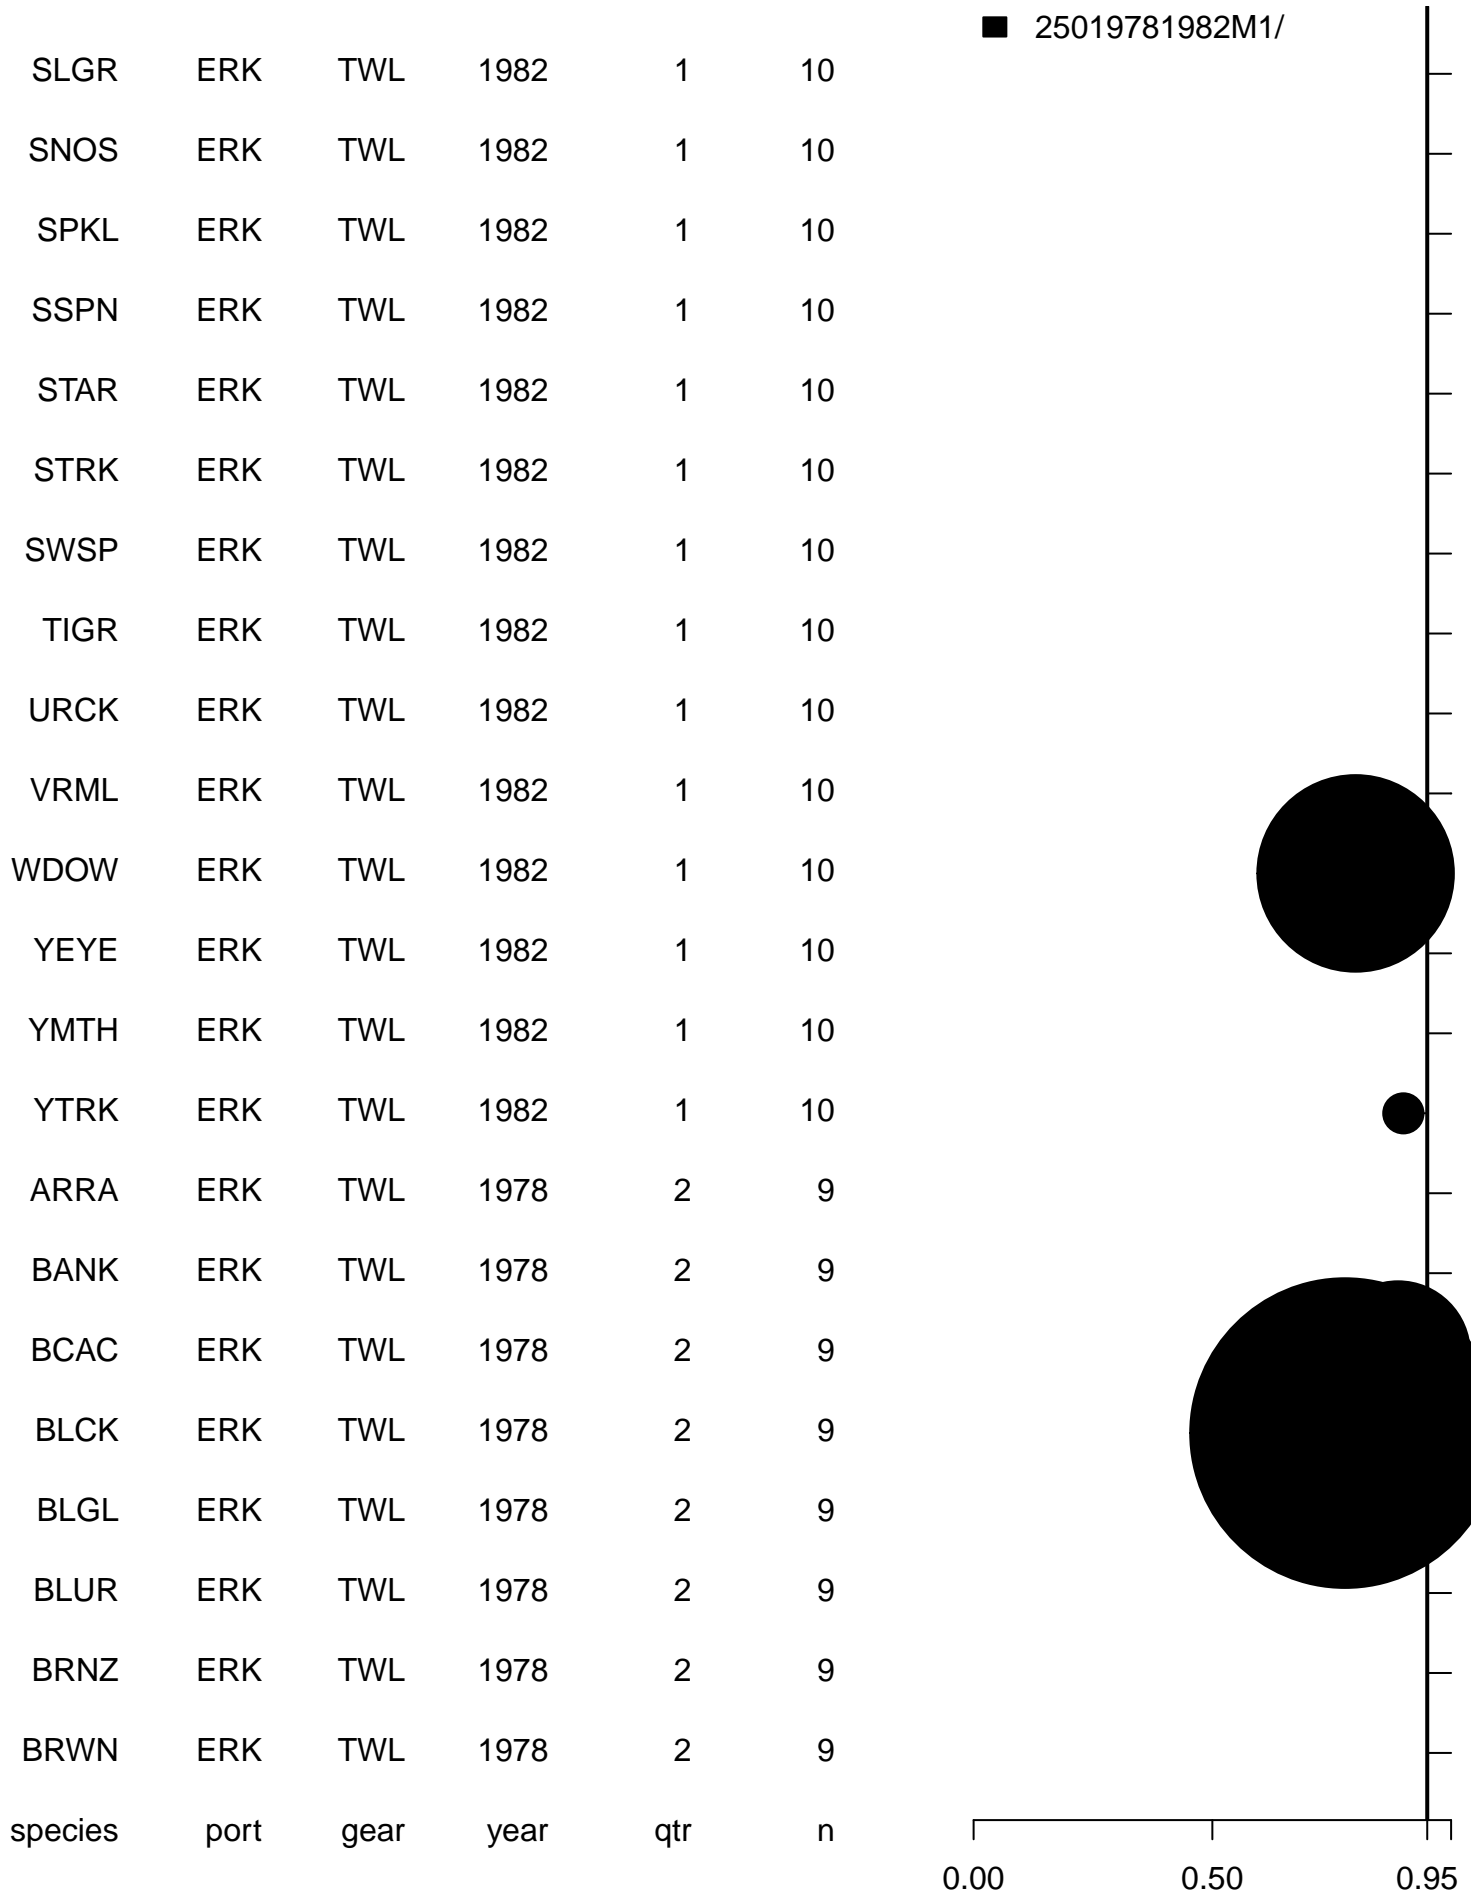 25019781982M1/
SLGR ERK TWL 1982 1 10
SNOS ERK TWL 1982 1 10
SPKL ERK TWL 1982 1 10
SSPN ERK TWL 1982 1 10
STAR ERK TWL 1982 1 10
STRK ERK TWL 1982 1 10
SWSP ERK TWL 1982 1 10
TIGR ERK TWL 1982 1 10
URCK ERK TWL 1982 1 10
VRML ERK TWL 1982 1 10
WDOW ERK TWL 1982 1 10
YEYE ERK TWL 1982 1 10
YMTH ERK TWL 1982 1 10
YTRK ERK TWL 1982 1 10
ARRA ERK TWL 1978 2 9
BANK ERK TWL 1978 2 9
BCAC ERK TWL 1978 2 9
BLCK ERK TWL 1978 2 9
BLGL ERK TWL 1978 2 9
BLUR ERK TWL 1978 2 9
BRNZ ERK TWL 1978 2 9
BRWN ERK TWL 1978 2 9
species port gear year qtr n
0.00 0.50 0.95